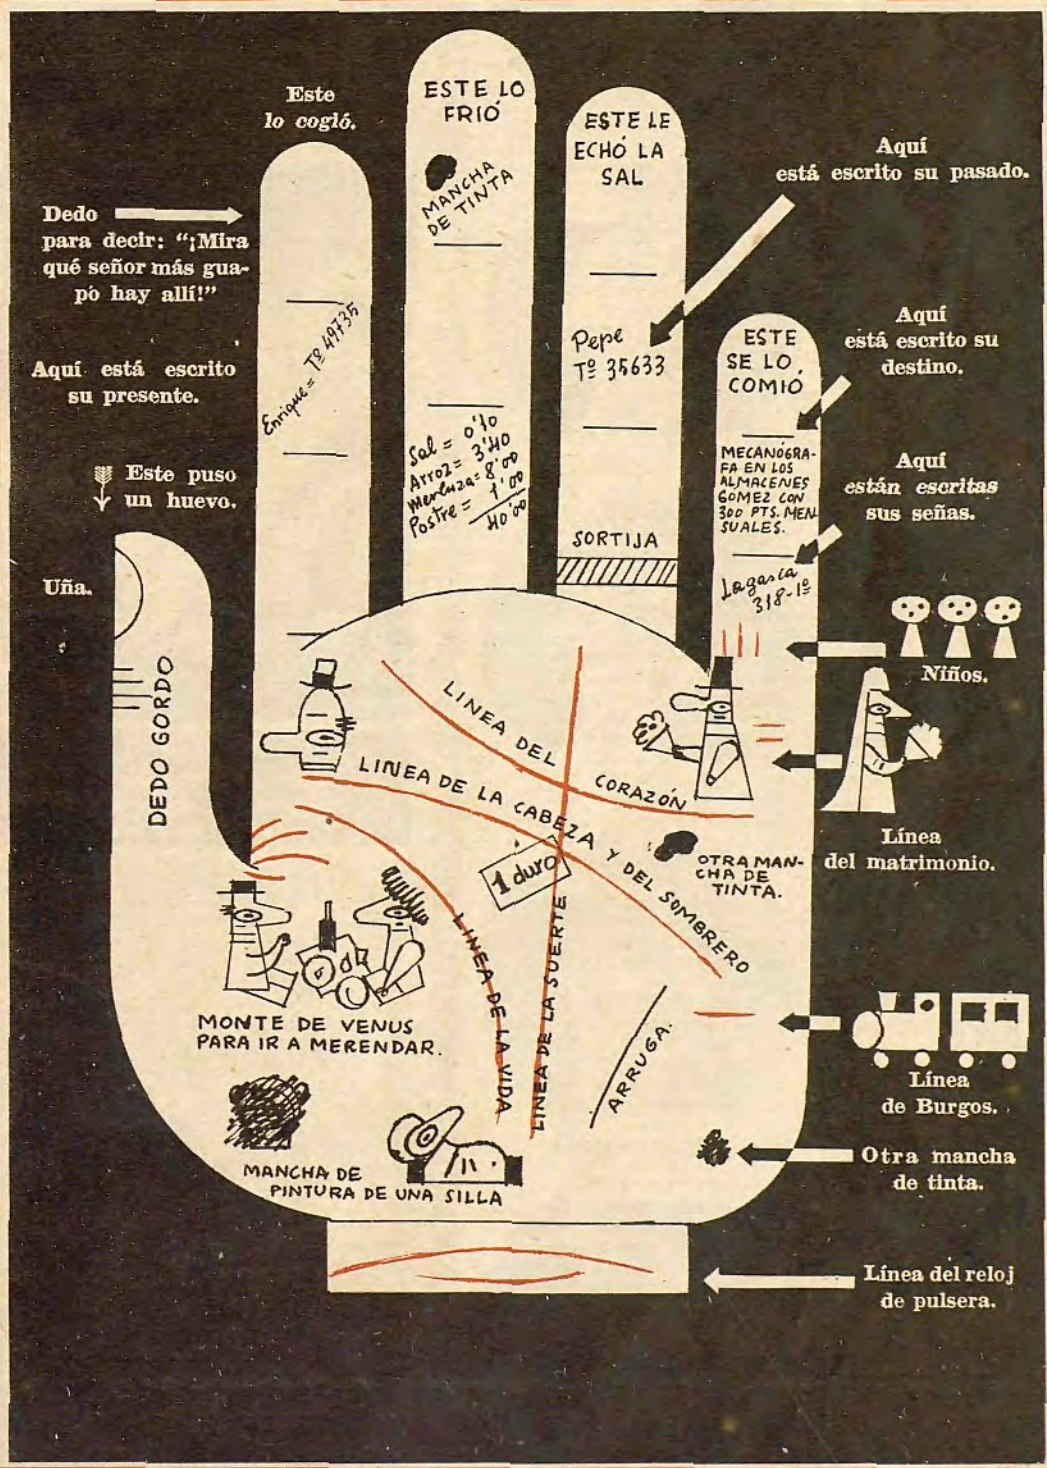 Este
lo cogió.
ESTE LO
FRIÓ
MANCHA
DE TINTA
ESTE LE
ECHÓ LA
SAL
Aquí
está escrito su pasado.
Dedo
para decir: “¡Mira
qué señor más gua-
po hay allí!”
Aquí está escrito
su presente.
Enrique = Tº 49735
Este puso
un huevo.
Uña.
DEDO GORDO
Sal = 0'10
Arroz = 3'40
Merluza = 8'00
Postre = 1'00
40'00
Pepe
Tº 35633
SORTIJA
ESTE
SE LO
COMIO
Aquí
está escrito su
destino.
MECANÓGRA-
FA EN LOS
ALMACENES
GOMEZ CON
300 PTS. MEN
SUALES.
Aquí
están escritas
sus señas.
Lagasca
318-1º
Niños.
Línea
del matrimonio.
LINEA DEL CORAZÓN
LINEA DE LA CABEZA Y DEL SOMBRERO
1 duro
OTRA MAN-
CHA DE
TINTA.
LINEA DE LA VIDA
LINEA DE LA SUERTE
MONTE DE VENUS
PARA IR A MERENDAR.
ARRUGA.
Línea
de Burgos.
Otra mancha
de tinta.
MANCHA DE
PINTURA DE UNA SILLA
Línea del reloj
de pulsera.